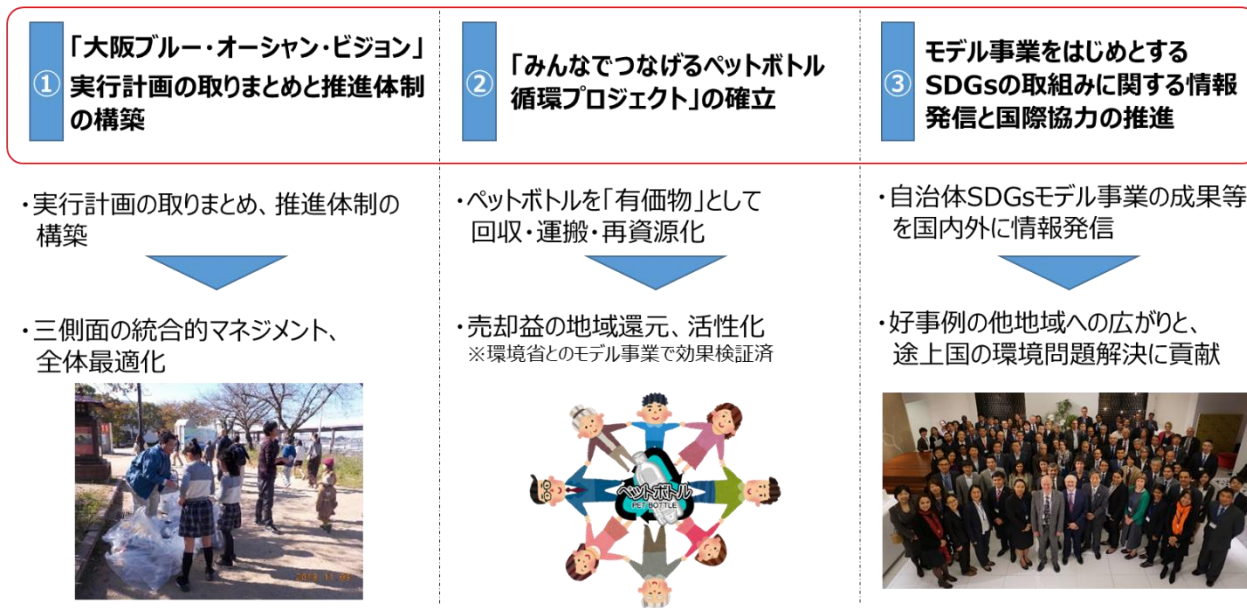 ①
「大阪ブルー・オーシャン・ビジョン」
実行計画の取りまとめと推進体制
の構築
・実行計画の取りまとめ、推進体制の
構築
・三側面の統合的マネジメント、
全体最適化
②
「みんなでつなげるペットボトル
循環プロジェクト」の確立
・ペットボトルを「有価物」として
回収・運搬・再資源化
・売却益の地域還元、活性化
※環境省とのモデル事業で効果検証済
ペットボトル
PET BOTTLE
③
モデル事業をはじめとする
SDGsの取組みに関する情報
発信と国際協力の推進
・自治体SDGsモデル事業の成果等
を国内外に情報発信
・好事例の他地域への広がりと、
途上国の環境問題解決に貢献